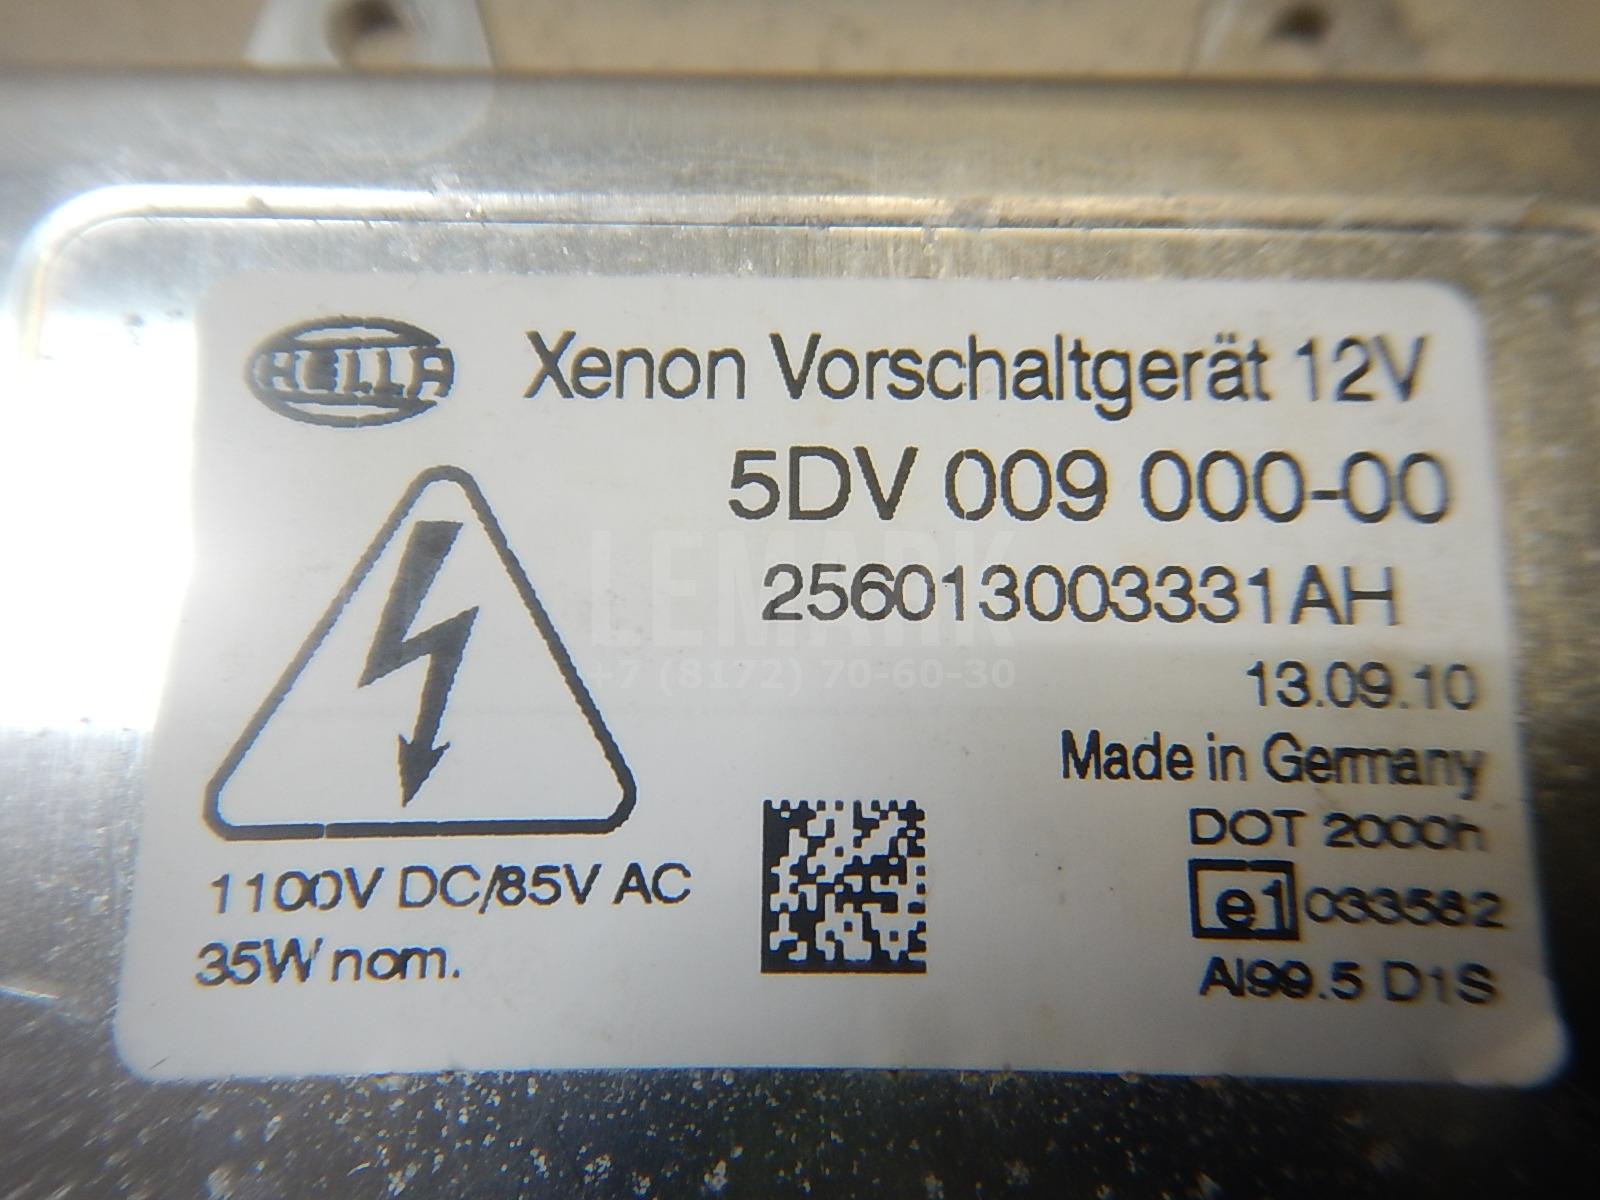 HELLA
Xenon Vorschaltgerät 12V
5DV 009 000-00
256013003331AH
LEMARK
+7 (8172) 70-60-30
13.09.10
Made in Germany
DOT 2000h
e1 033582
1100V DC/85V AC
35W nom.
Al99.5 D1S